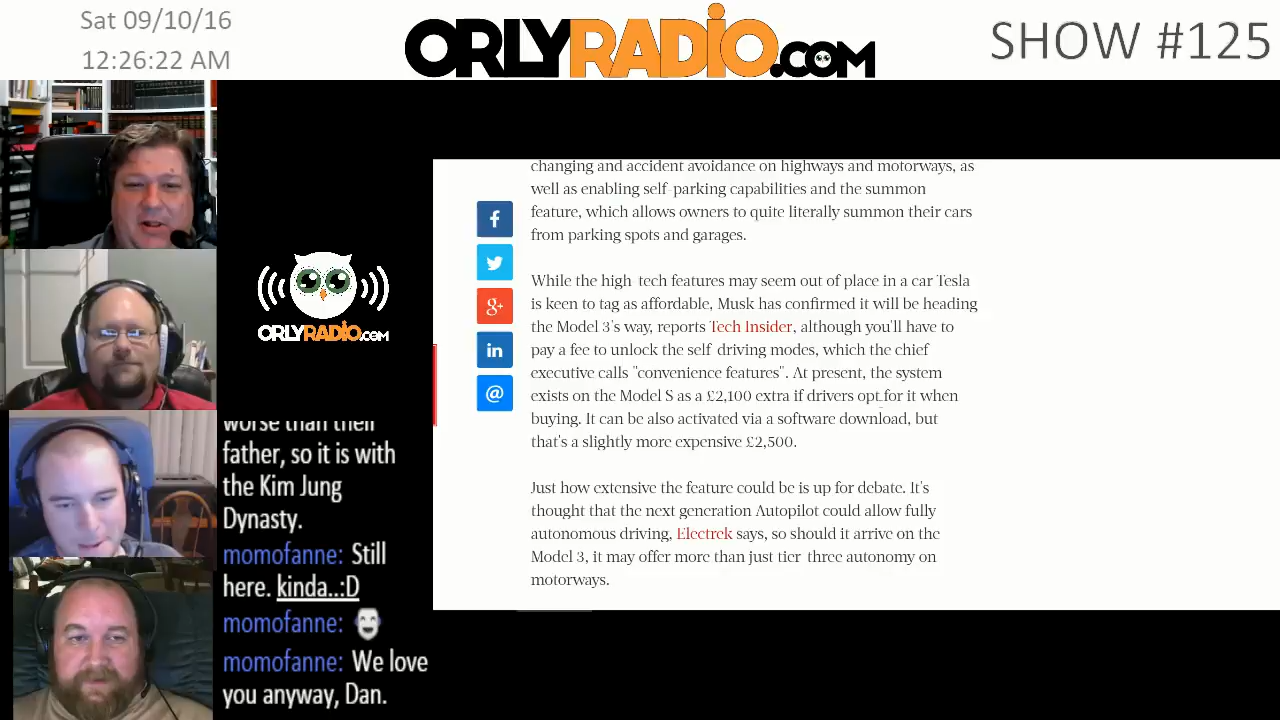 Sat 09/10/16
12:26:22 AM
ORLYRADIO.COM
SHOW #125
changing and accident avoidance on highways and motorways, as
well as enabling self-parking capabilities and the summon
feature, which allows owners to quite literally summon their cars
from parking spots and garages.
While the high-tech features may seem out of place in a car Tesla
is keen to tag as affordable, Musk has confirmed it will be heading
the Model 3's way, reports Tech Insider, although you'll have to
pay a fee to unlock the self-driving modes, which the chief
executive calls "convenience features". At present, the system
exists on the Model S as a £2,100 extra if drivers opt for it when
buying. It can be also activated via a software download, but
that's a slightly more expensive £2,500.
Just how extensive the feature could be is up for debate. It's
thought that the next-generation Autopilot could allow fully
autonomous driving, Electrek says, so should it arrive on the
Model 3, it may offer more than just tier-three autonomy on
motorways.
f
g+
in
@
ORLYRADIO.COM
worse than their
father, so it is with
the Kim Jung
Dynasty.
momofanne: Still
here. kinda..:D
momofanne:
momofanne: We love
you anyway, Dan.